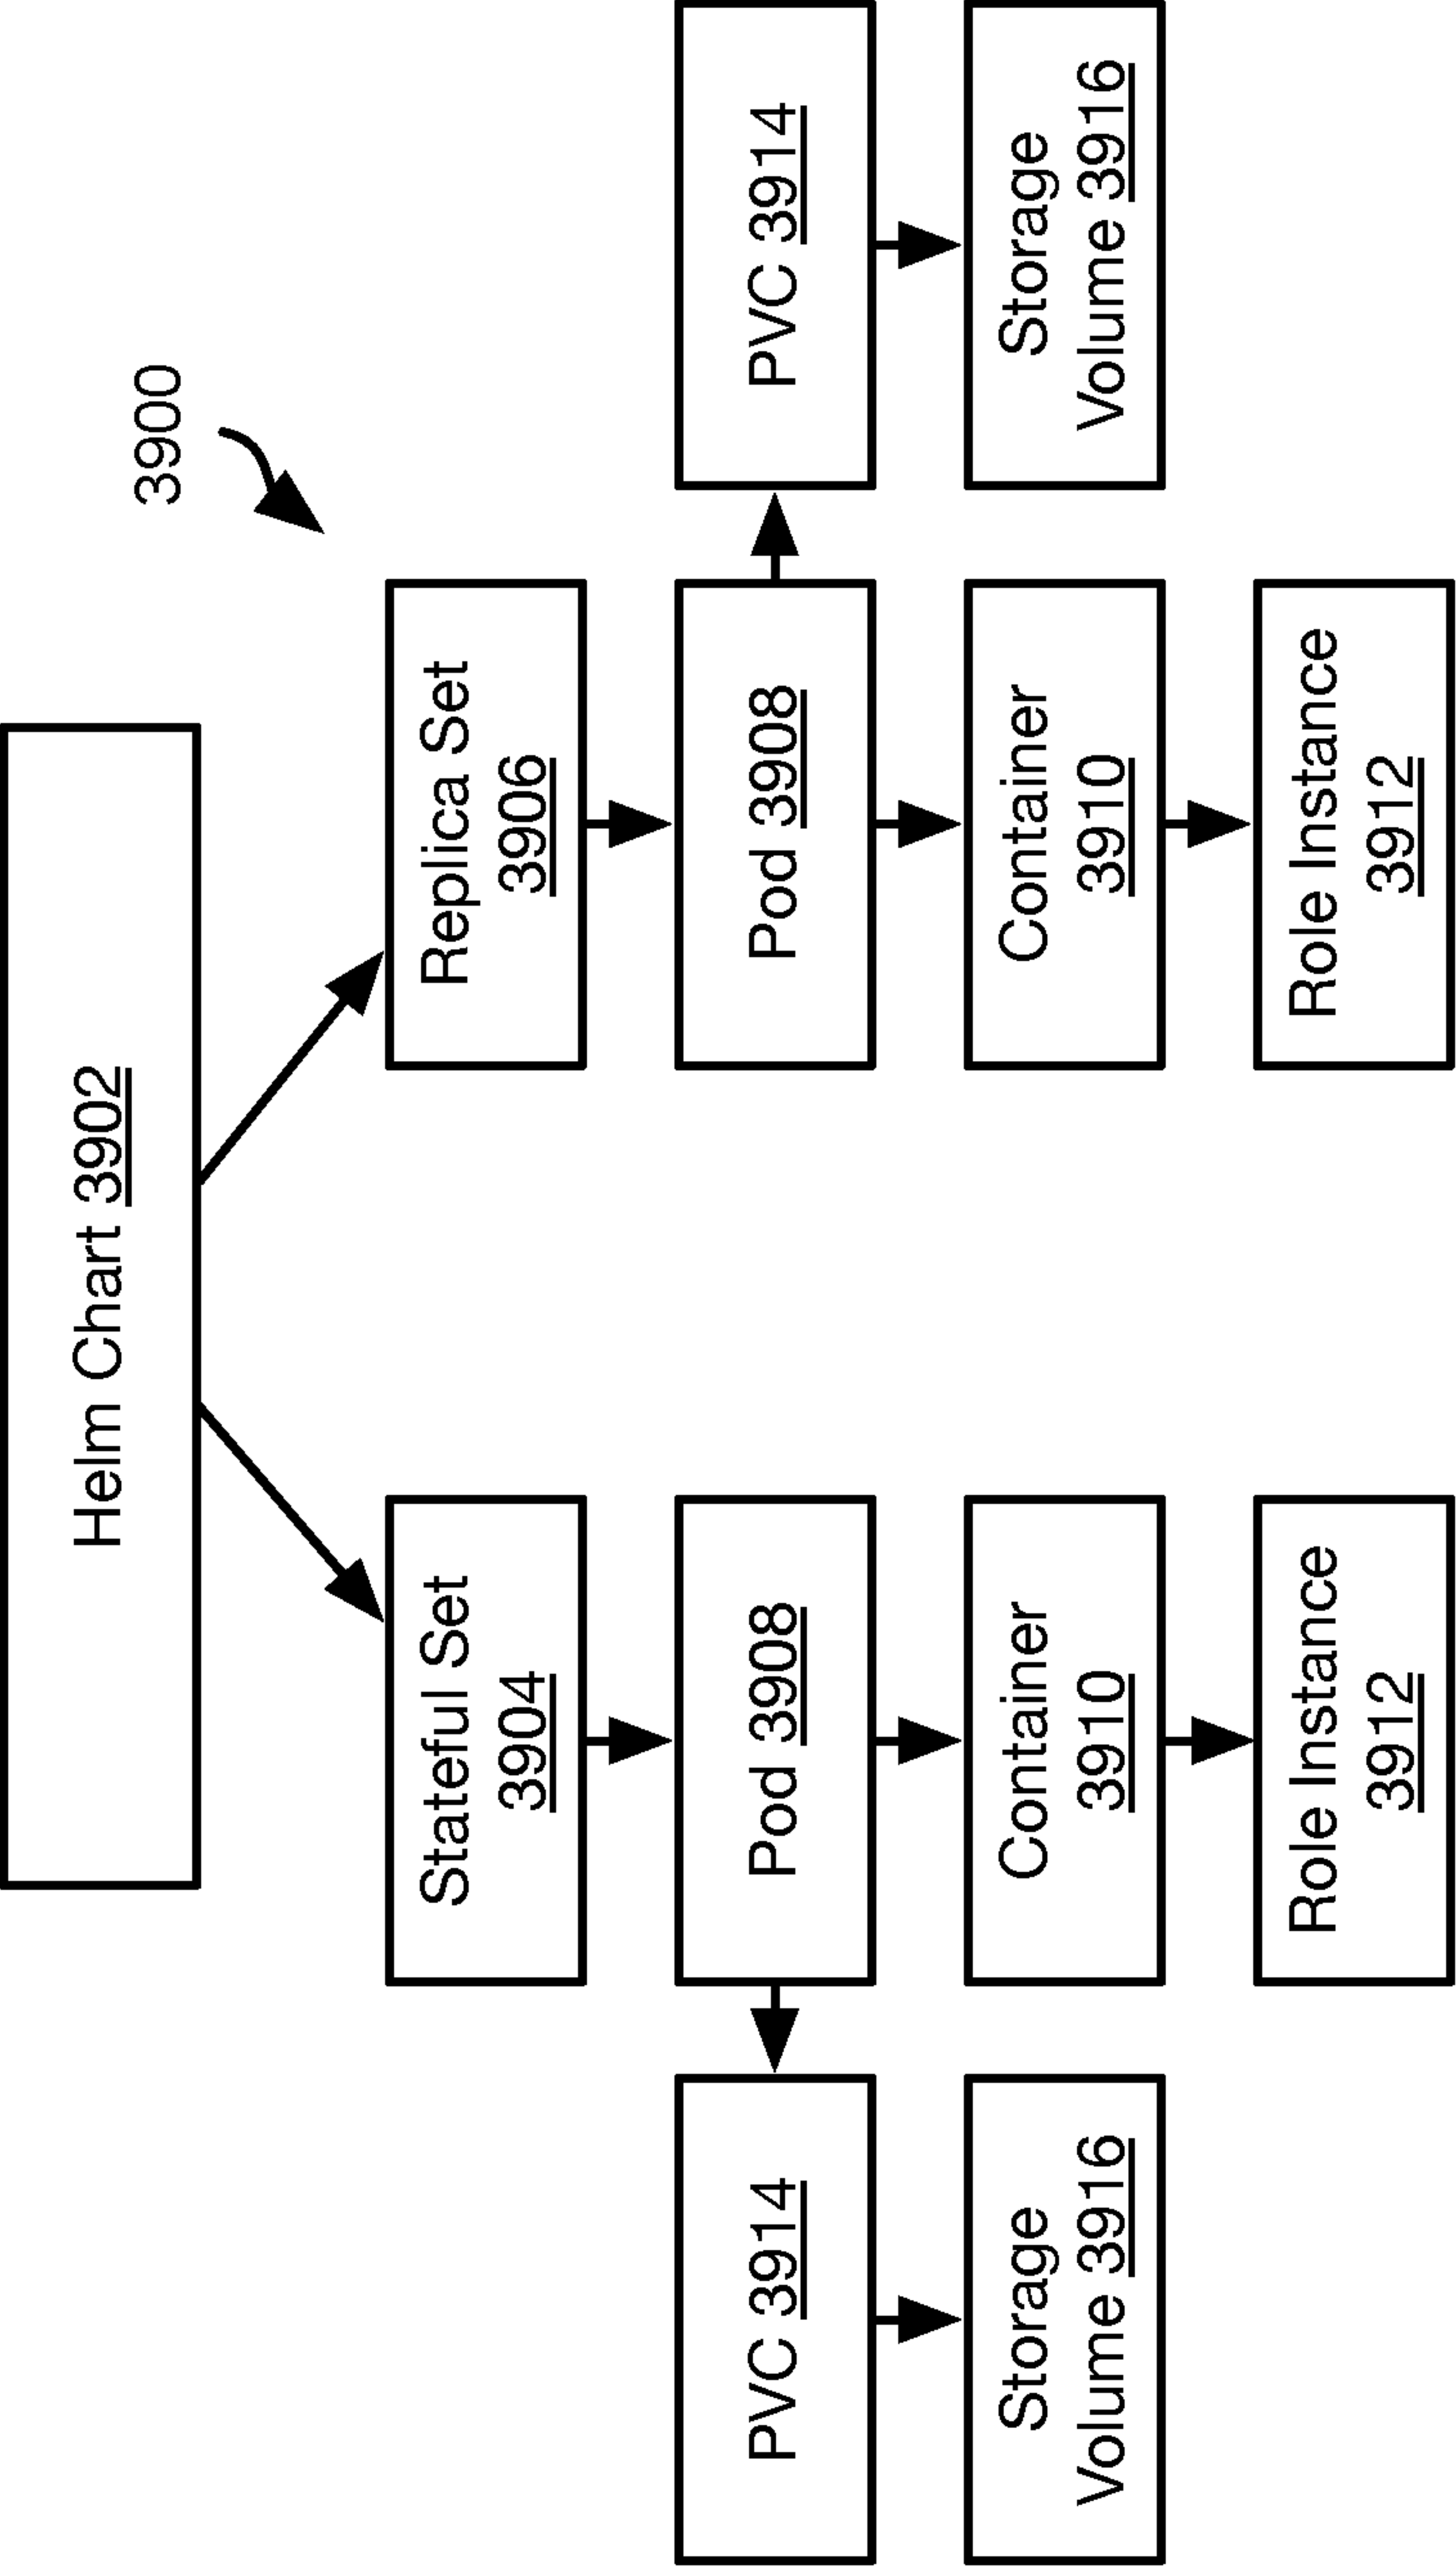 Helm Chart 3902
3900
Stateful Set
3904
Replica Set
3906
PVC 3914
Pod 3908
Pod 3908
PVC 3914
Storage
Volume 3916
Container
3910
Container
3910
Storage
Volume 3916
Role Instance
3912
Role Instance
3912